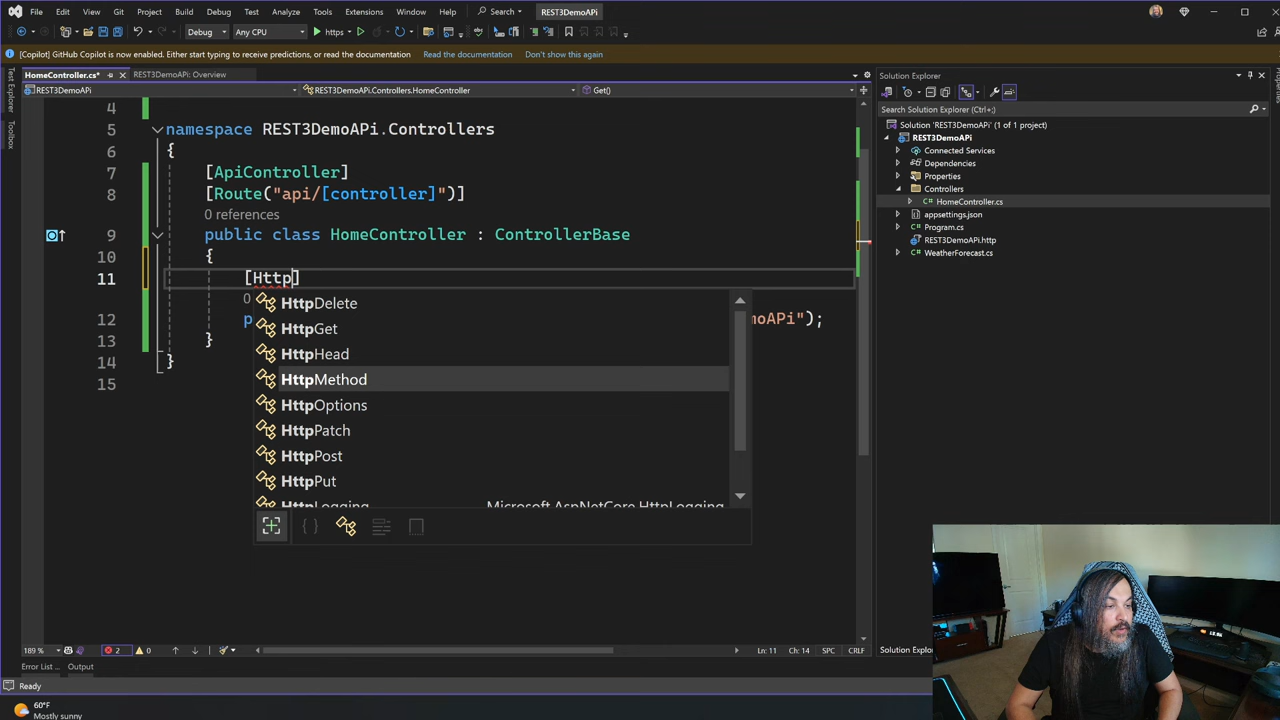 File Edit View Git Project Build Debug Test Analyze Tools Extensions Window Help Search REST3DemoAPi
Debug Any CPU https
[Copilot] GitHub Copilot is now enabled. Either start typing to receive predictions, or read the documentation Read the documentation Don't show this again
HomeController.cs* REST3DemoAPi: Overview
REST3DemoAPi REST3DemoAPi.Controllers.HomeController Get()
Test Explorer
Toolbox
4
5 namespace REST3DemoAPi.Controllers
6 {
7 [ApiController]
8 [Route("api/[controller]")]
0 references
9 public class HomeController : ControllerBase
10 {
11 [Http]
0
12 p moAPi");
13 }
14 }
15
HttpDelete
HttpGet
HttpHead
HttpMethod
HttpOptions
HttpPatch
HttpPost
HttpPut
HttpLogging Microsoft.AspNetCore.HttpLogging
Solution Explorer
Search Solution Explorer (Ctrl+;)
Solution 'REST3DemoAPi' (1 of 1 project)
REST3DemoAPi
Connected Services
Dependencies
Properties
Controllers
HomeController.cs
appsettings.json
Program.cs
REST3DemoAPi.http
WeatherForecast.cs
189 % 2 0 Ln: 11 Ch: 14 SPC CRLF
Solution Explo
Error List ... Output
Ready
60°F
Mostly sunny